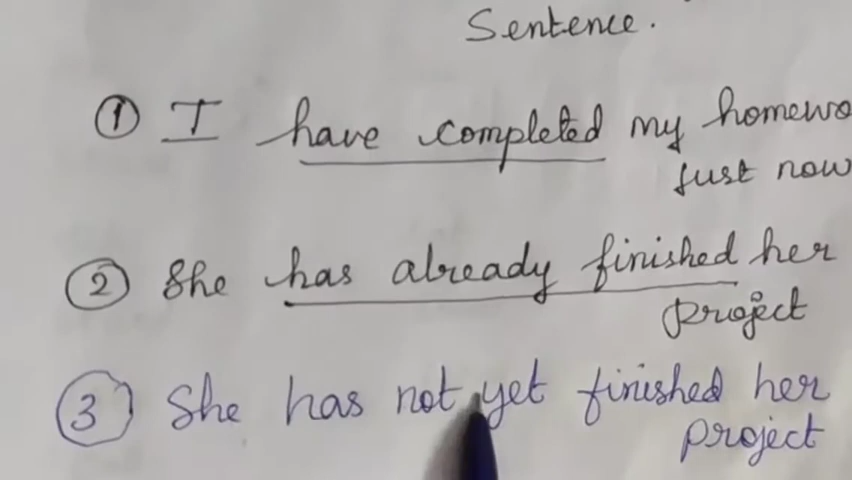 Sentence.
① I have completed my homewo
just now
② She has already finished her
project
③ She has not yet finished her
project